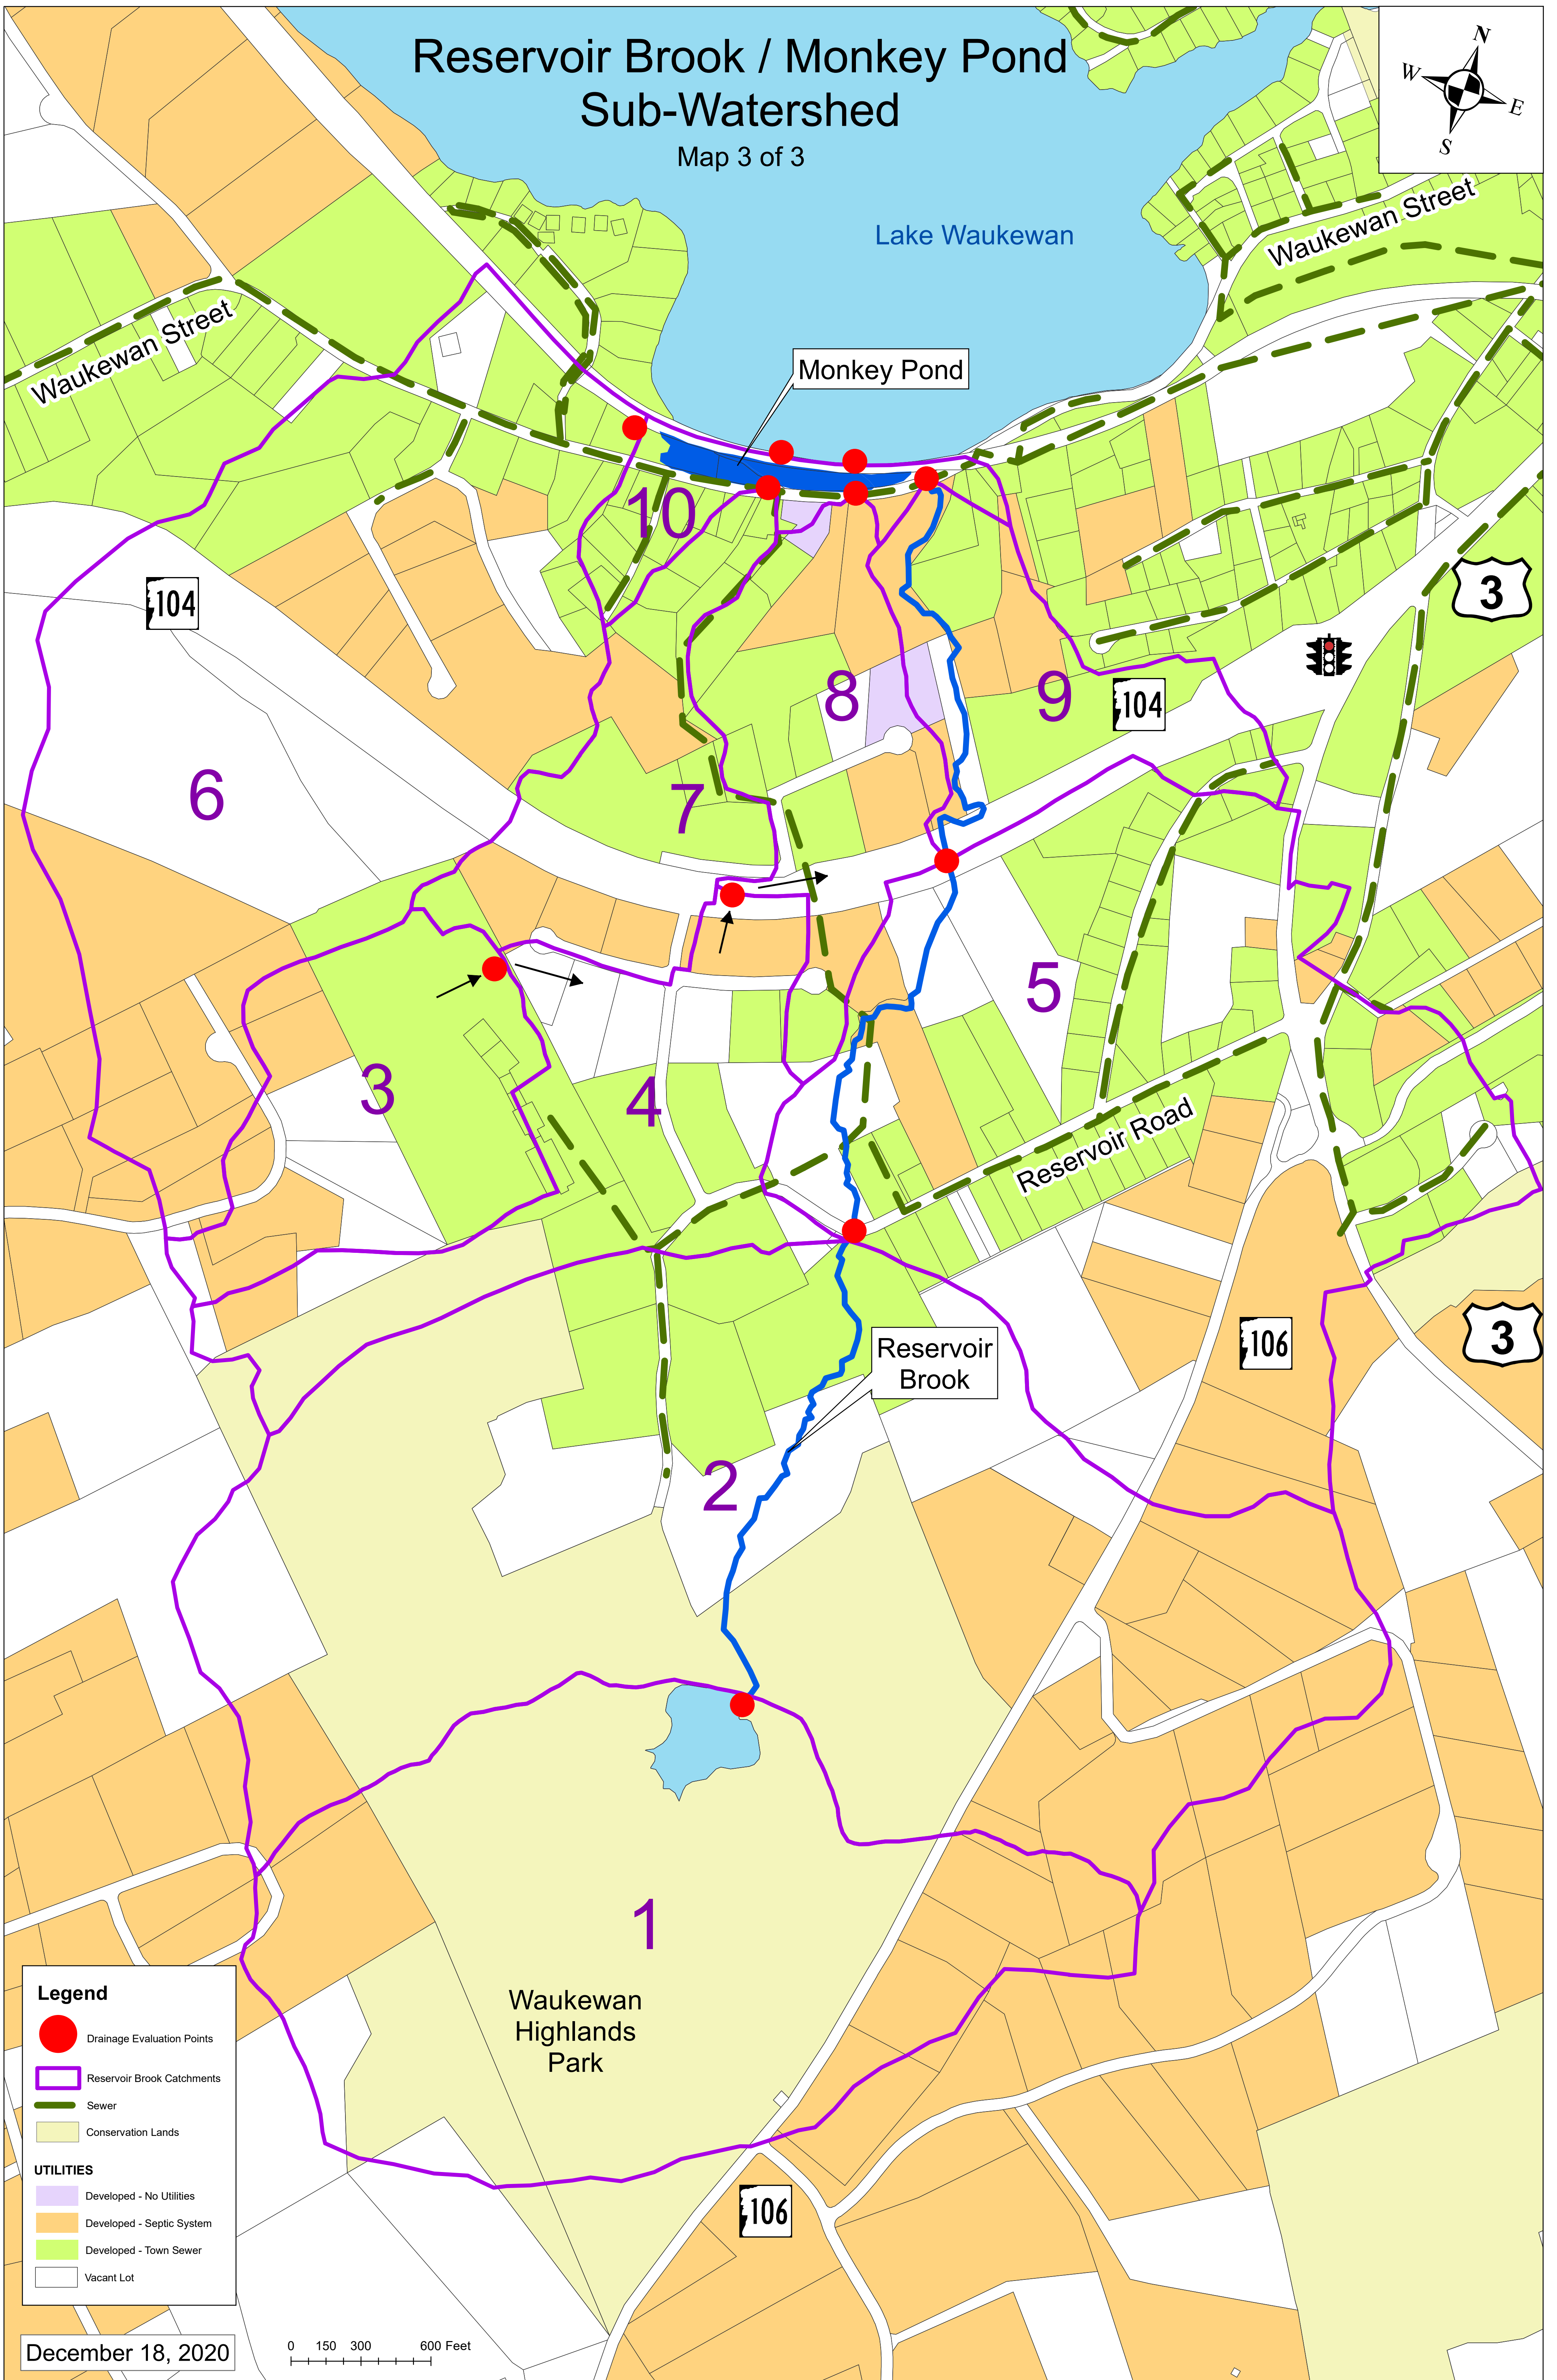 Reservoir Brook / Monkey Pond
Sub-Watershed
Map 3 of 3
N
W
E
S
Lake Waukewan
Waukewan Street
Waukewan Street
Monkey Pond
10
104
3
8
9
104
6
7
5
3
4
Reservoir Road
106
3
Reservoir
Brook
2
1
Waukewan
Highlands
Park
106
Legend
Drainage Evaluation Points
Reservoir Brook Catchments
Sewer
Conservation Lands
UTILITIES
Developed - No Utilities
Developed - Septic System
Developed - Town Sewer
Vacant Lot
December 18, 2020
0 150 300 600 Feet